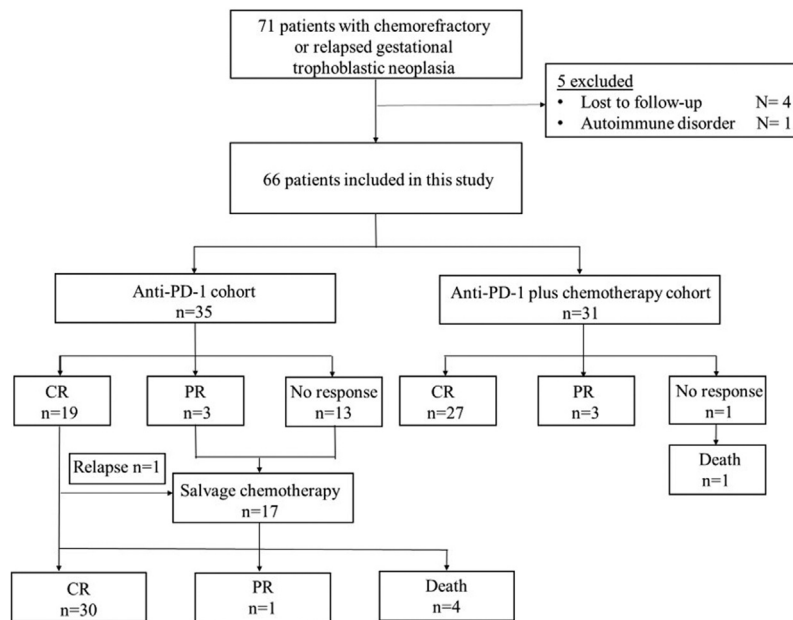 71 patients with chemorefractory
or relapsed gestational
trophoblastic neoplasia
5 excluded
• Lost to follow-up N= 4
• Autoimmune disorder N= 1
66 patients included in this study
Anti-PD-1 cohort
n=35
Anti-PD-1 plus chemotherapy cohort
n=31
CR
n=19
PR
n=3
No response
n=13
CR
n=27
PR
n=3
No response
n=1
Relapse n=1
Salvage chemotherapy
n=17
Death
n=1
CR
n=30
PR
n=1
Death
n=4